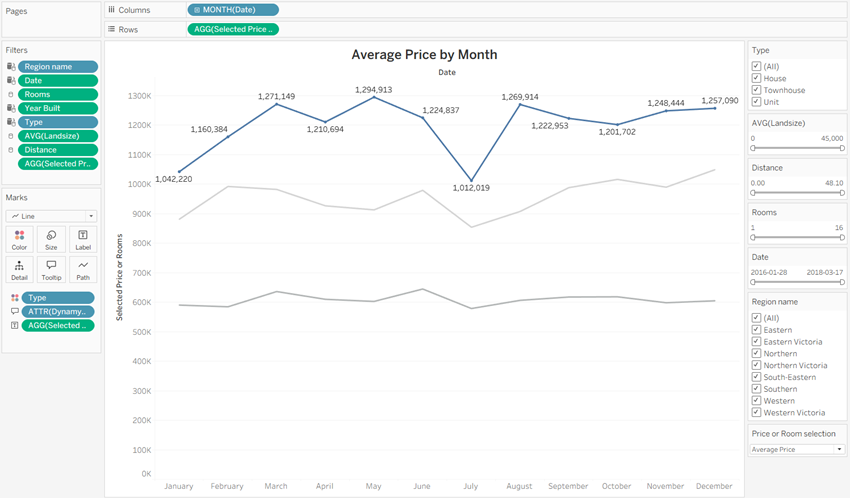 Pages
Columns
MONTH(Date)
Rows
AGG(Selected Price ..
Filters
Region name
Date
Rooms
Year Built
Type
AVG(Landsize)
Distance
AGG(Selected Pr..
Marks
Line
Color
Size
Label
Detail
Tooltip
Path
Type
ATTR(Dynamy..
AGG(Selected ..
Average Price by Month
Date
Selected Price or Rooms
1300K
1200K
1100K
1000K
900K
800K
700K
600K
500K
400K
300K
200K
100K
0K
1,042,220
1,160,384
1,271,149
1,210,694
1,294,913
1,224,837
1,012,019
1,269,914
1,222,953
1,201,702
1,248,444
1,257,090
January February March April May June July August September October November December
Type
(All)
House
Townhouse
Unit
AVG(Landsize)
0 45,000
Distance
0.00 48.10
Rooms
1 16
Date
2016-01-28 2018-03-17
Region name
(All)
Eastern
Eastern Victoria
Northern
Northern Victoria
South-Eastern
Southern
Western
Western Victoria
Price or Room selection
Average Price